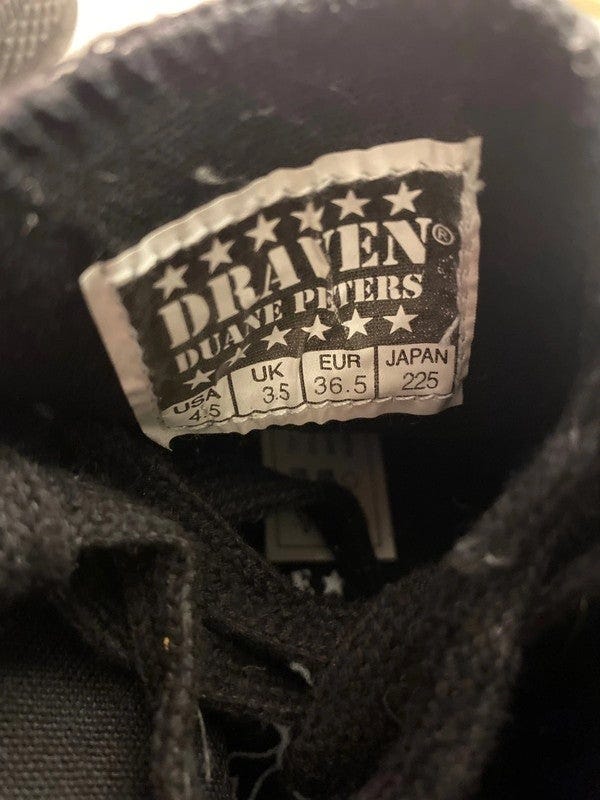 DRAVEN®
DUANE PETERS
USA UK EUR JAPAN
4.5 3.5 36.5 225